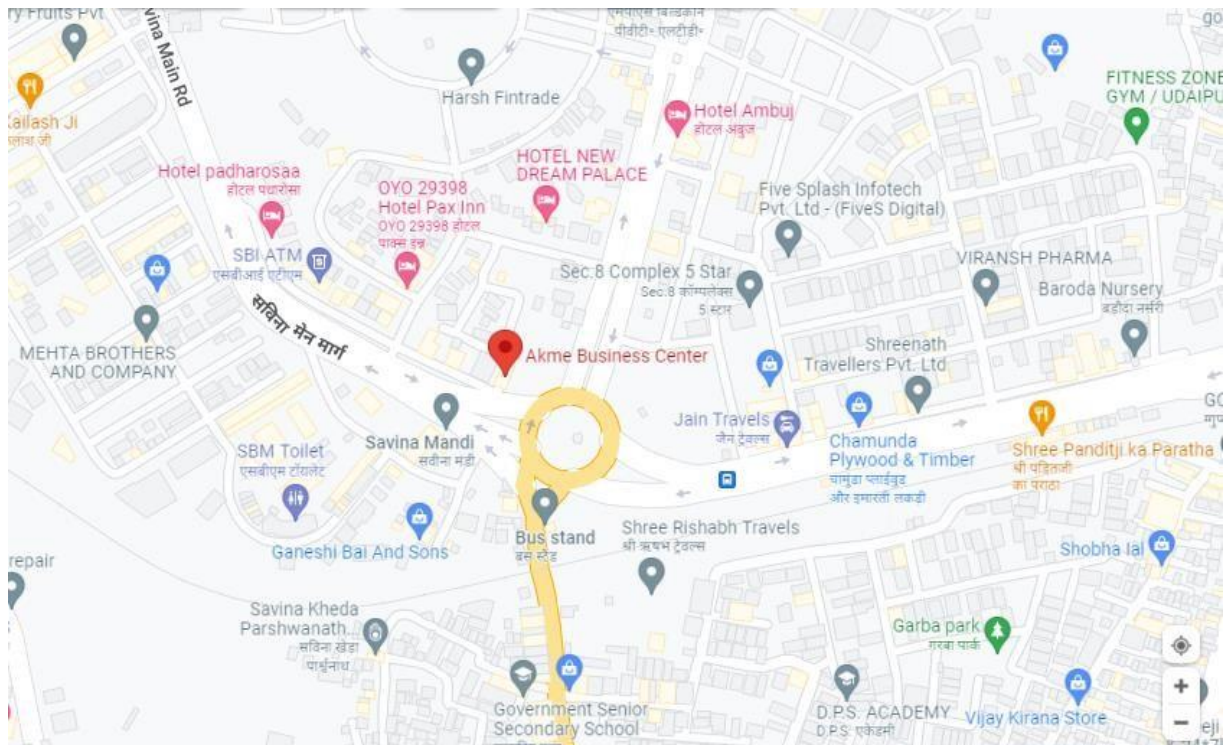 ry Fruits Pvt
vina Main Rd
Kailash Ji
लाश जी
Harsh Fintrade
पीवीटी॰ एलटीडी॰
go
FITNESS ZONE
GYM / UDAIPU
Hotel Ambuj
होटल अंबुज
Hotel padharosaa
होटल पधारोसा
HOTEL NEW
DREAM PALACE
OYO 29398
Hotel Pax Inn
OYO 29398 होटल
पाक्स इन्न
Five Splash Infotech
Pvt. Ltd - (FiveS Digital)
SBI ATM
एसबीआई एटीएम
Sec.8 Complex 5 Star
Sec.8 कॉम्पलेक्स
5 स्टार
VIRANSH PHARMA
Baroda Nursery
बड़ौदा नर्सरी
सविना मेन मार्ग
MEHTA BROTHERS
AND COMPANY
Akme Business Center
Shreenath
Travellers Pvt. Ltd
GO
Savina Mandi
सवीना मंडी
Jain Travels
जैन ट्रेवल्स
Chamunda
Plywood & Timber
चामुंडा प्लाईवुड
और इमारती लकड़ी
Shree Panditji ka Paratha
श्री पंडितजी
का पराठा
SBM Toilet
एसबीएम टॉयलेट
Ganeshi Bai And Sons
Bus stand
बस स्टैंड
Shree Rishabh Travels
श्री ऋषभ ट्रेवल्स
Shobha lal
repair
Savina Kheda
Parshwanath...
सविना खेड़ा
पार्श्वनाथ
Garba park
गरबा पार्क
Government Senior
Secondary School
D.P.S. ACADEMY
D.P.S. एकेडमी
Vijay Kirana Store
eji